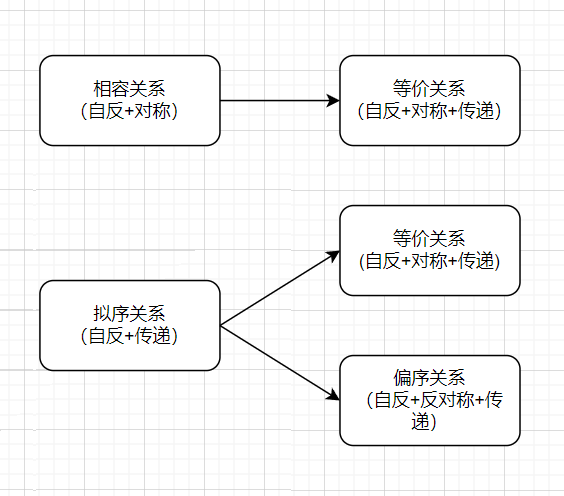 相容关系
（自反+对称）
等价关系
（自反+对称+传递）
等价关系
(自反+对称+传递)
拟序关系
（自反+传递）
偏序关系
（自反+反对称+传
递）